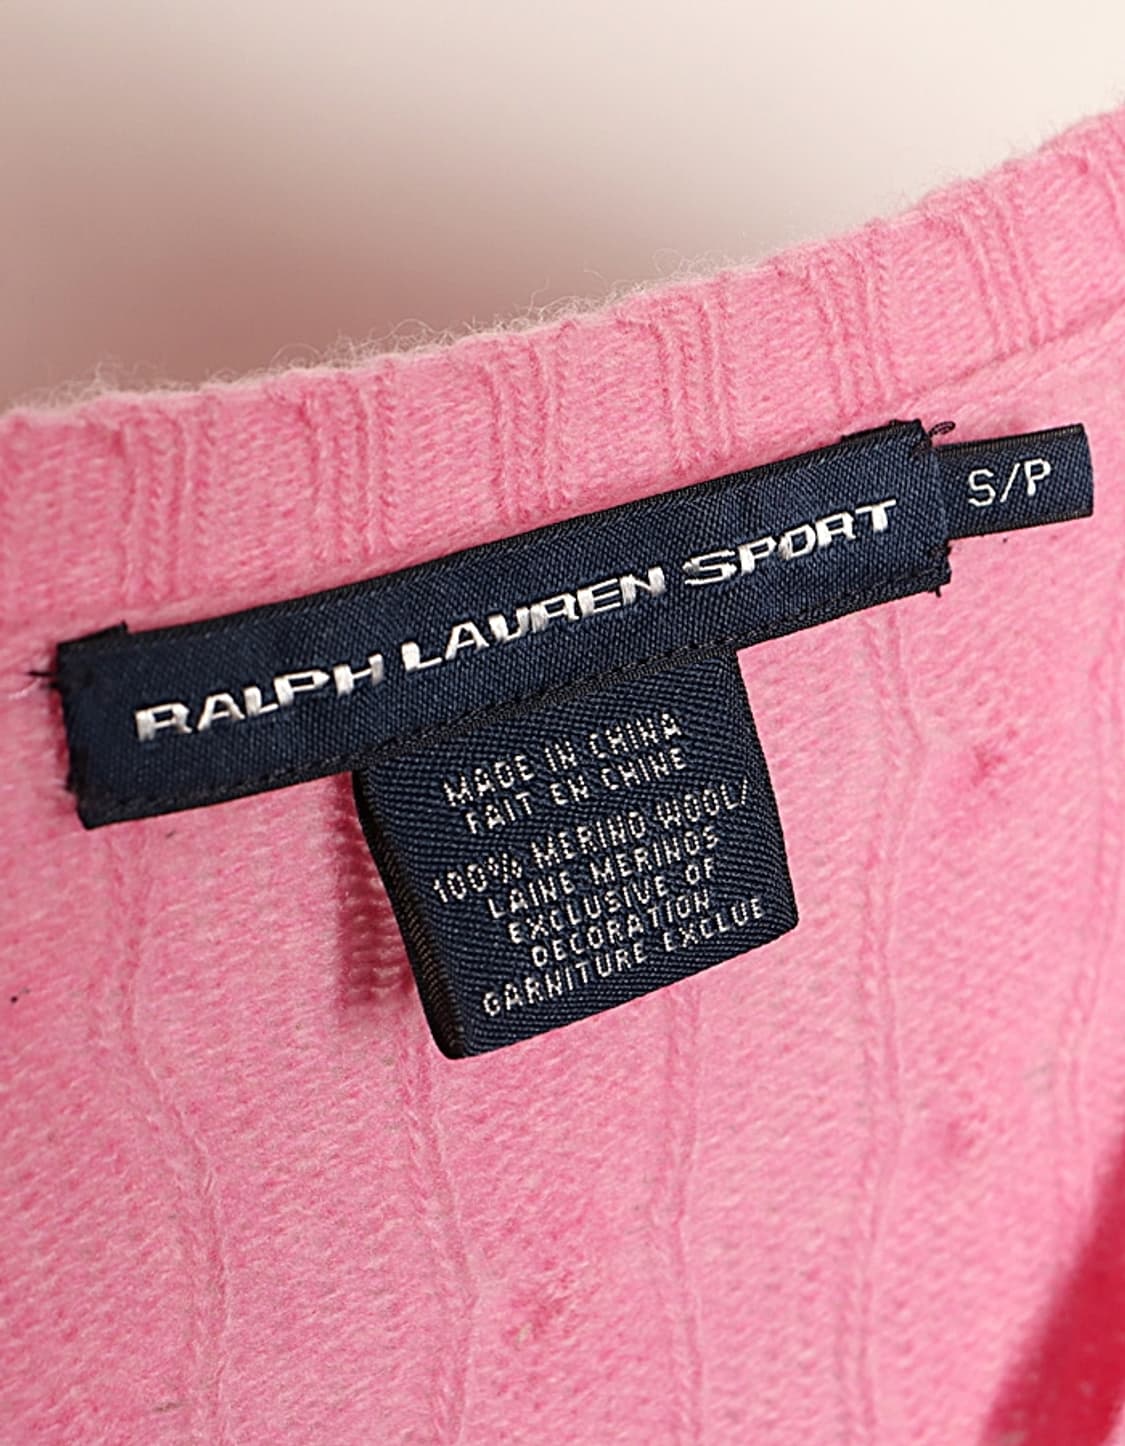 RALPH LAUREN SPORT
S/P
MADE IN CHINA
FAIT EN CHINE
100% MERINO WOOL/
LAINE MERINOS
EXCLUSIVE OF
DECORATION
GARNITURE EXCLUE